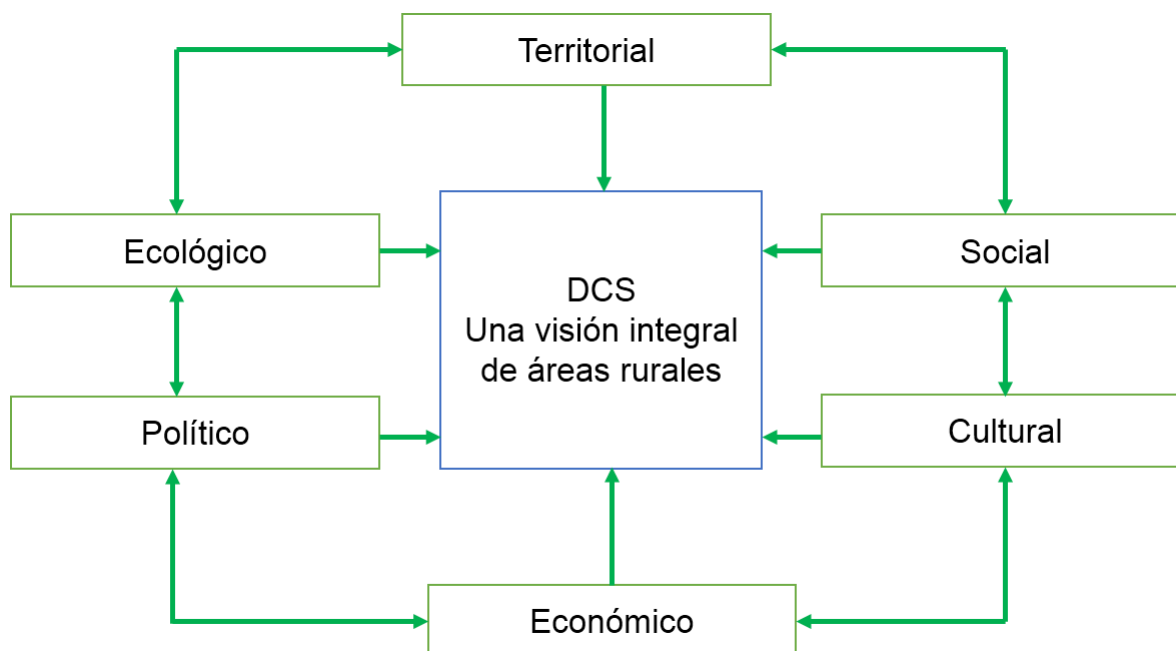 Territorial
Ecológico
Social
DCS
Una visión integral
de áreas rurales
Político
Cultural
Económico